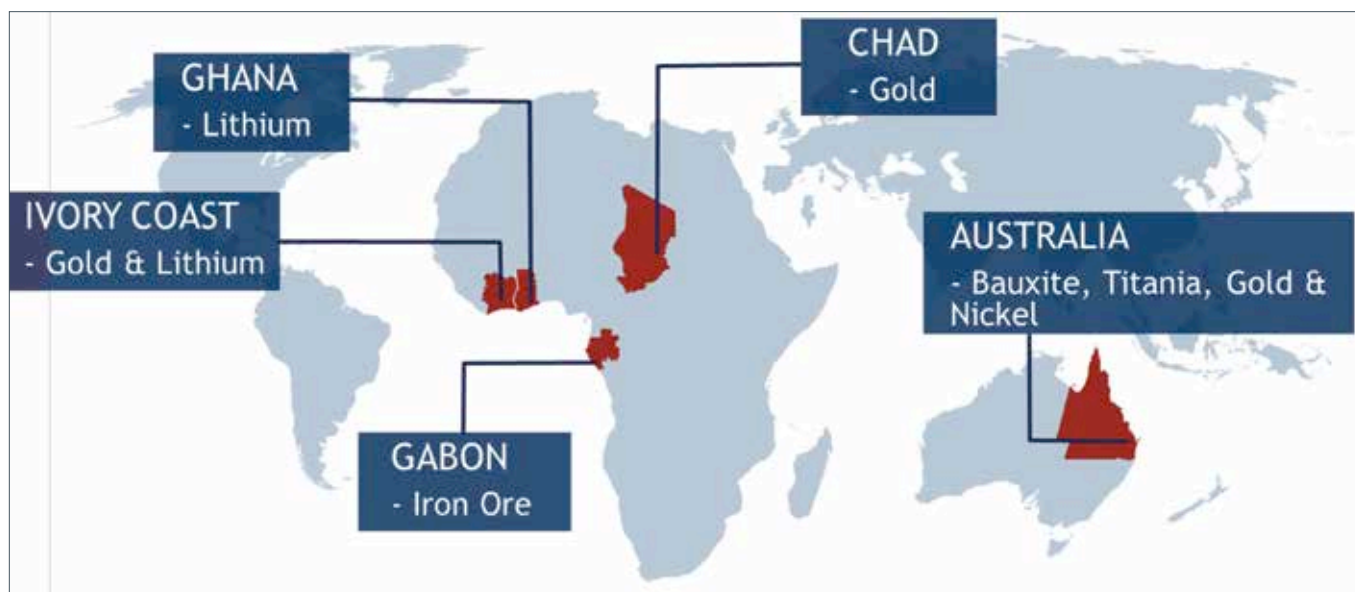 GHANA
- Lithium
CHAD
- Gold
IVORY COAST
- Gold & Lithium
AUSTRALIA
- Bauxite, Titania, Gold &
Nickel
GABON
- Iron Ore